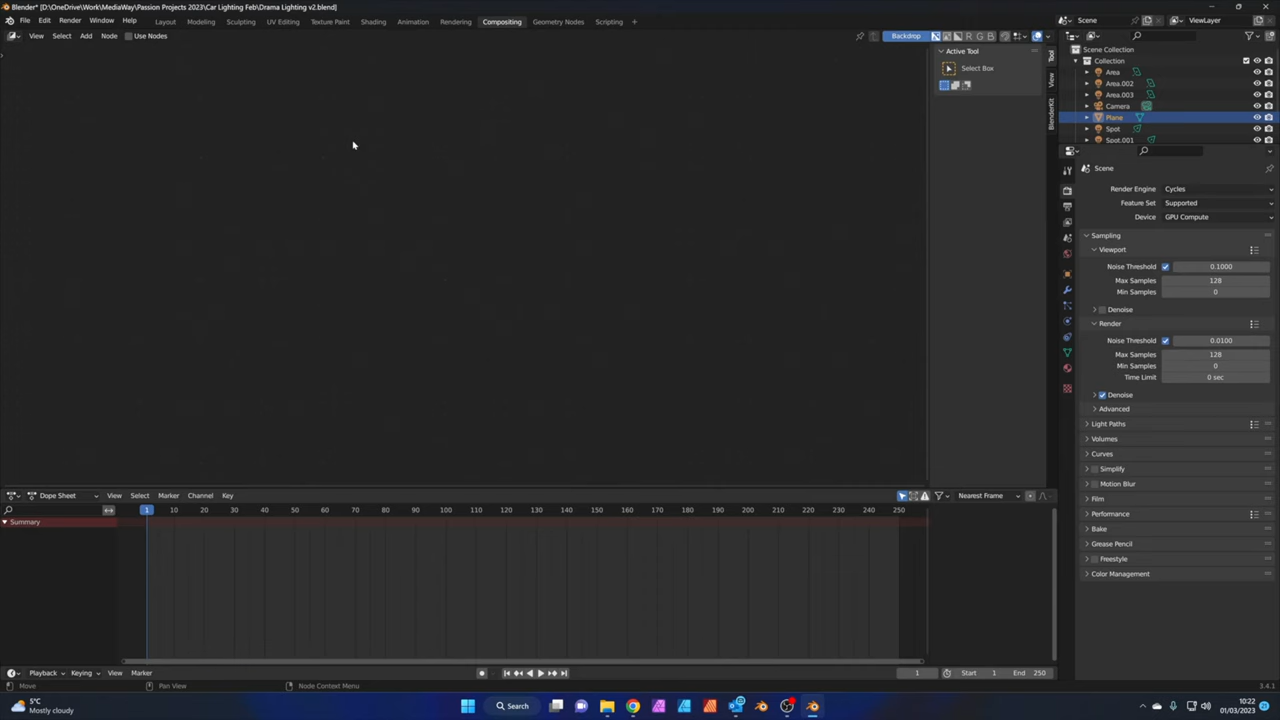 Blender* [D:\OneDrive\Work\MediaWay\Passion Projects 2023\Car Lighting Feb\Drama Lighting v2.blend]
File Edit Render Window Help Layout Modeling Sculpting UV Editing Texture Paint Shading Animation Rendering Compositing Geometry Nodes Scripting + Scene ViewLayer
View Select Add Node Use Nodes Backdrop R G B
Active Tool
Select Box
Tool
View
BlenderKit
Scene Collection
Collection
Area
Area.002
Area.003
Camera
Plane
Spot
Spot.001
Scene
Render Engine Cycles
Feature Set Supported
Device GPU Compute
Sampling
Viewport
Noise Threshold 0.1000
Max Samples 128
Min Samples 0
Denoise
Render
Noise Threshold 0.0100
Max Samples 128
Min Samples 0
Time Limit 0 sec
Denoise
Advanced
Light Paths
Volumes
Curves
Simplify
Motion Blur
Film
Performance
Bake
Grease Pencil
Freestyle
Color Management
Dope Sheet View Select Marker Channel Key Nearest Frame
1 10 20 30 40 50 60 70 80 90 100 110 120 130 140 150 160 170 180 190 200 210 220 230 240 250
Summary
Playback Keying View Marker 1 Start 1 End 250
Move Pan View Node Context Menu 3.4.1
5°C
Mostly cloudy
Search
10:22
01/03/2023